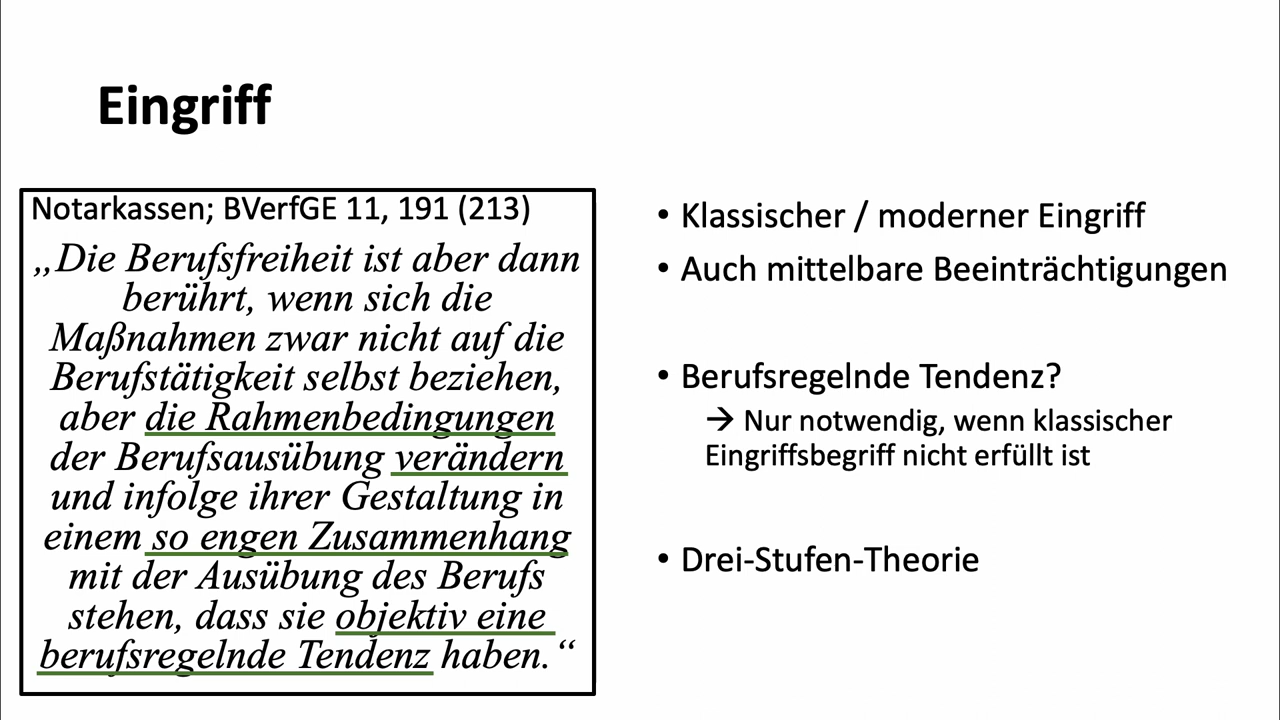 Eingriff
Notarkassen; BVerfGE 11, 191 (213)
„Die Berufsfreiheit ist aber dann
berührt, wenn sich die
Maßnahmen zwar nicht auf die
Berufstätigkeit selbst beziehen,
aber die Rahmenbedingungen
der Berufsausübung verändern
und infolge ihrer Gestaltung in
einem so engen Zusammenhang
mit der Ausübung des Berufs
stehen, dass sie objektiv eine
berufsregelnde Tendenz haben.“
• Klassischer / moderner Eingriff
• Auch mittelbare Beeinträchtigungen
• Berufsregelnde Tendenz?
→ Nur notwendig, wenn klassischer
Eingriffsbegriff nicht erfüllt ist
• Drei-Stufen-Theorie